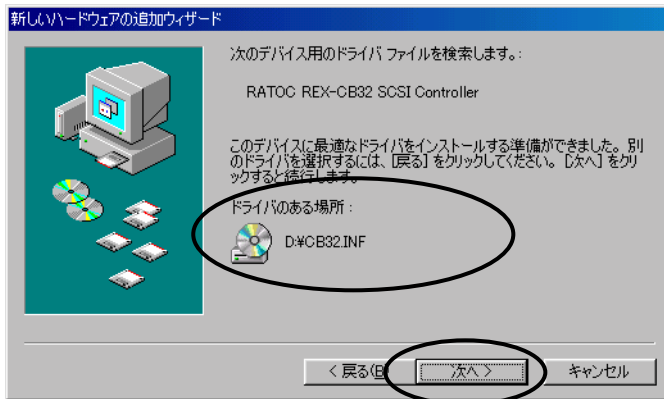 新しいハードウェアの追加ウィザード
次のデバイス用のドライバ ファイルを検索します。:
RATOC REX-CB32 SCSI Controller
このデバイスに最適なドライバをインストールする準備ができました。別
のドライバを選択するには、[戻る] をクリックしてください。[次へ] をクリ
ックすると続行します。
ドライバのある場所 :
D:¥CB32.INF
< 戻る(B) 次へ > キャンセル